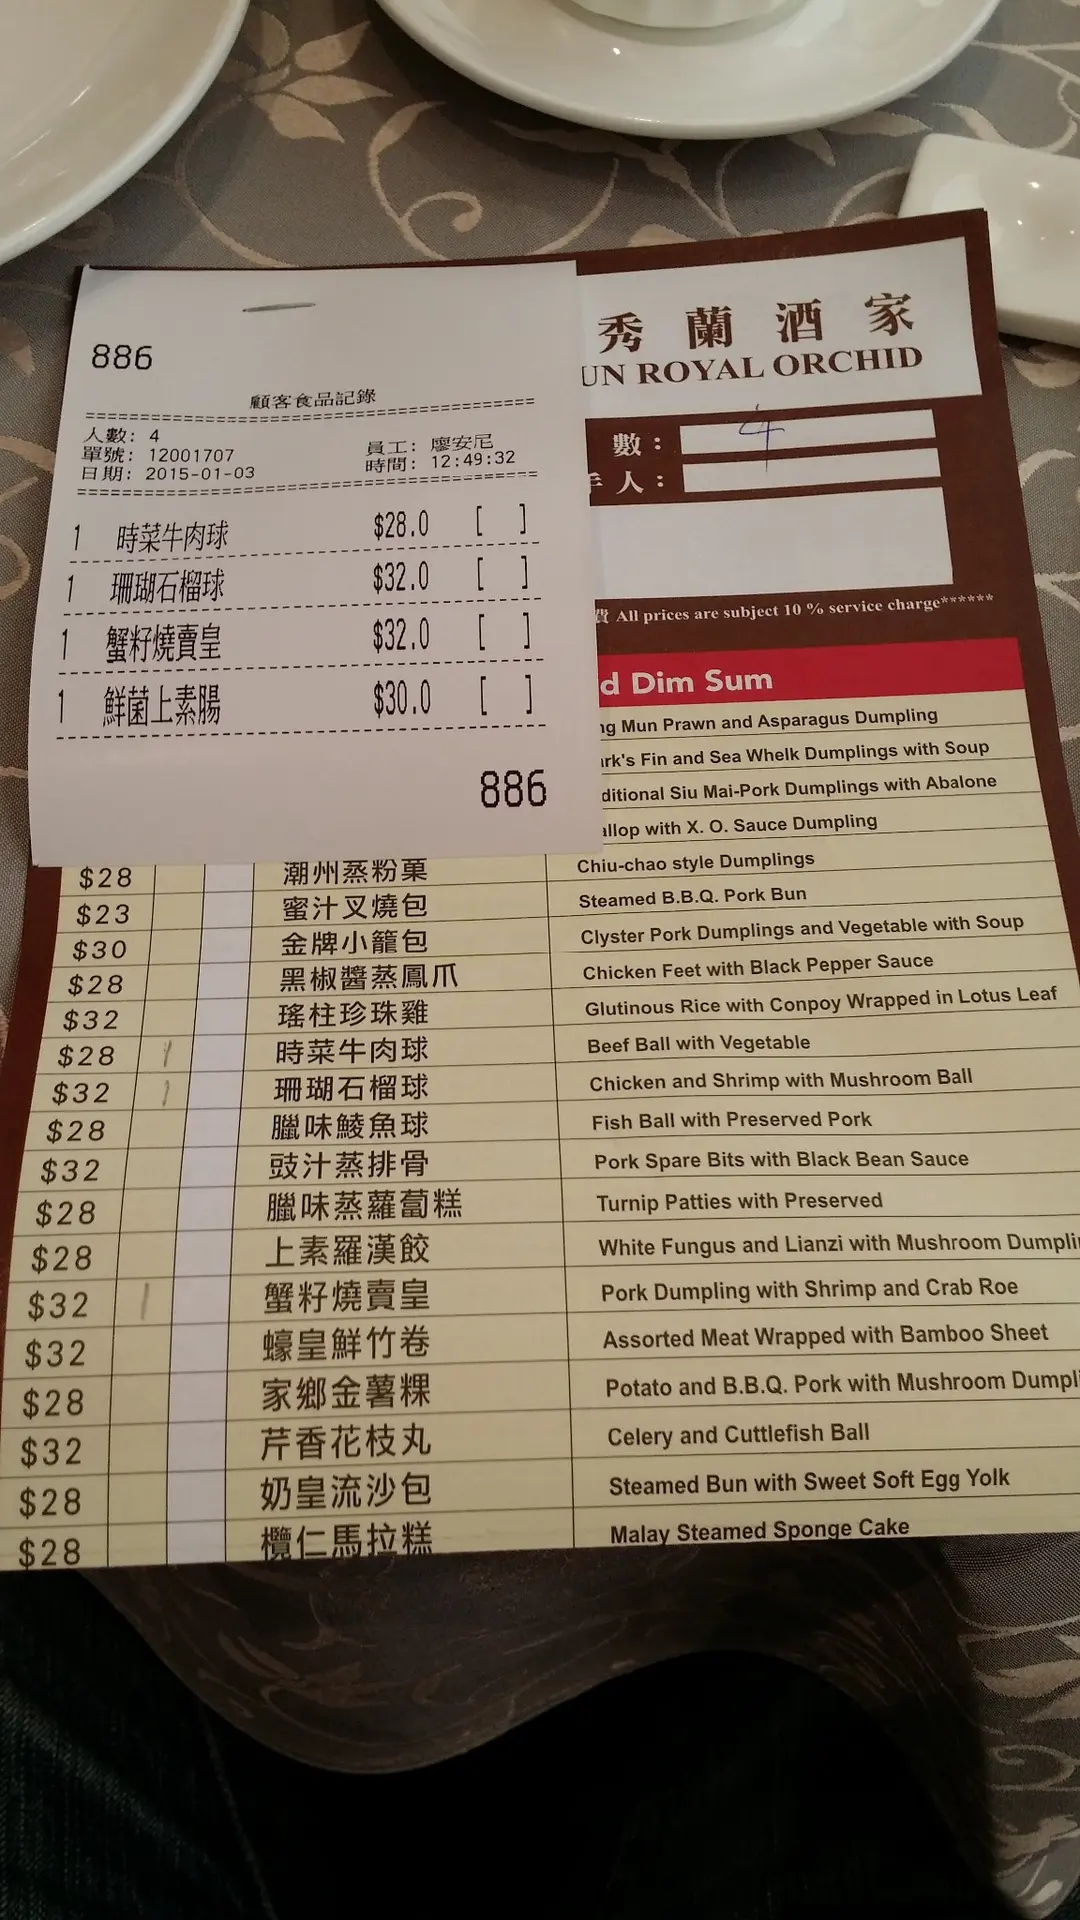 886
顧客食品記錄
人數: 4
單號: 12001707 員工: 廖安尼
日期: 2015-01-03 時間: 12:49:32
1 時菜牛肉球 $28.0 [ ]
1 珊瑚石榴球 $32.0 [ ]
1 蟹籽燒賣皇 $32.0 [ ]
1 鮮菌上素腸 $30.0 [ ]
886
秀蘭酒家
UN ROYAL ORCHID
數: 4
手人:
費 All prices are subject 10 % service charge******
d Dim Sum
ng Mun Prawn and Asparagus Dumpling
ark's Fin and Sea Whelk Dumplings with Soup
ditional Siu Mai-Pork Dumplings with Abalone
allop with X. O. Sauce Dumpling
$28 潮州蒸粉菓 Chiu-chao style Dumplings
$23 蜜汁叉燒包 Steamed B.B.Q. Pork Bun
$30 金牌小籠包 Clyster Pork Dumplings and Vegetable with Soup
$28 黑椒醬蒸鳳爪 Chicken Feet with Black Pepper Sauce
$32 瑤柱珍珠雞 Glutinous Rice with Conpoy Wrapped in Lotus Leaf
$28 1 時菜牛肉球 Beef Ball with Vegetable
$32 1 珊瑚石榴球 Chicken and Shrimp with Mushroom Ball
$28 臘味鯪魚球 Fish Ball with Preserved Pork
$32 豉汁蒸排骨 Pork Spare Bits with Black Bean Sauce
$28 臘味蒸蘿蔔糕 Turnip Patties with Preserved
$28 上素羅漢餃 White Fungus and Lianzi with Mushroom Dumplin
$32 1 蟹籽燒賣皇 Pork Dumpling with Shrimp and Crab Roe
$32 蠔皇鮮竹卷 Assorted Meat Wrapped with Bamboo Sheet
$28 家鄉金薯粿 Potato and B.B.Q. Pork with Mushroom Dumpl
$32 芹香花枝丸 Celery and Cuttlefish Ball
$28 奶皇流沙包 Steamed Bun with Sweet Soft Egg Yolk
$28 欖仁馬拉糕 Malay Steamed Sponge Cake